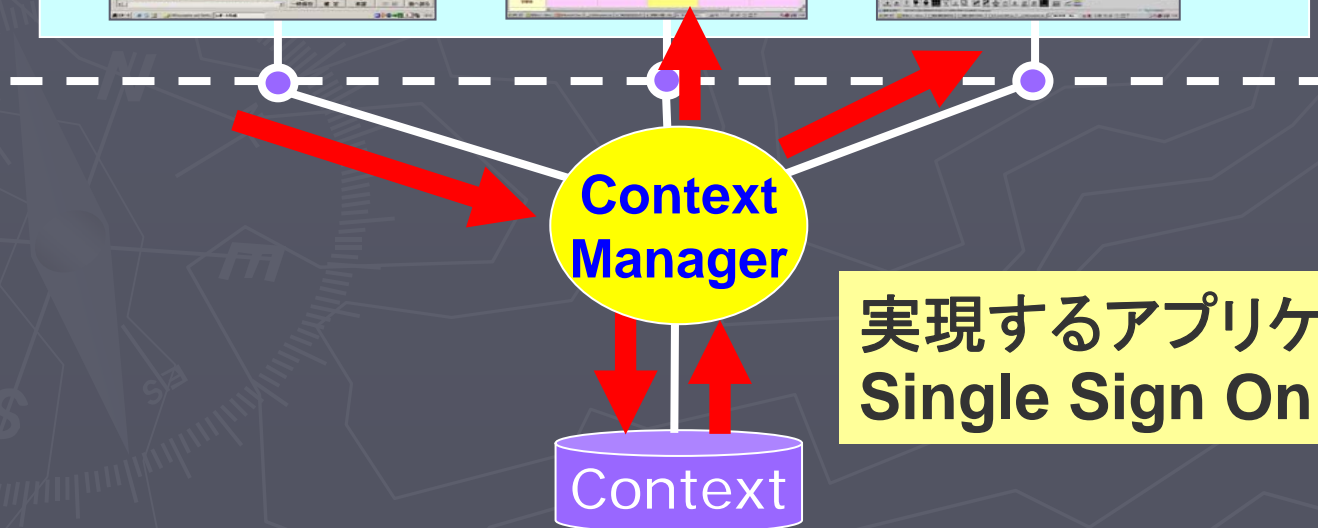 Context
Manager
実現するアプリケ
Single Sign On
Context